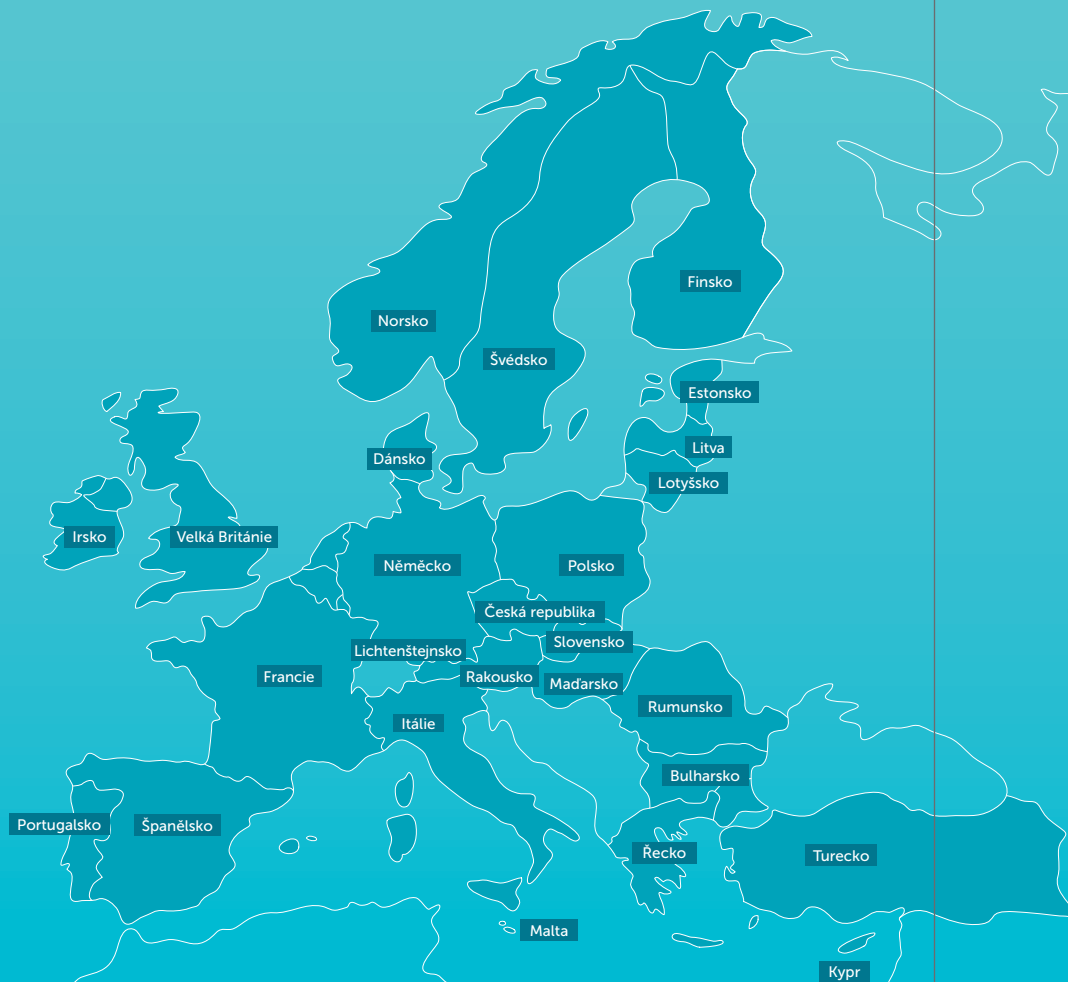 Finsko
Norsko
Švédsko
Estonsko
Litva
Dánsko
Lotyšsko
Irsko
Velká Británie
Německo
Polsko
Česká republika
Slovensko
Lichtenštejnsko
Francie
Rakousko
Maďarsko
Rumunsko
Itálie
Bulharsko
Portugalsko
Španělsko
Řecko
Turecko
Malta
Kypr